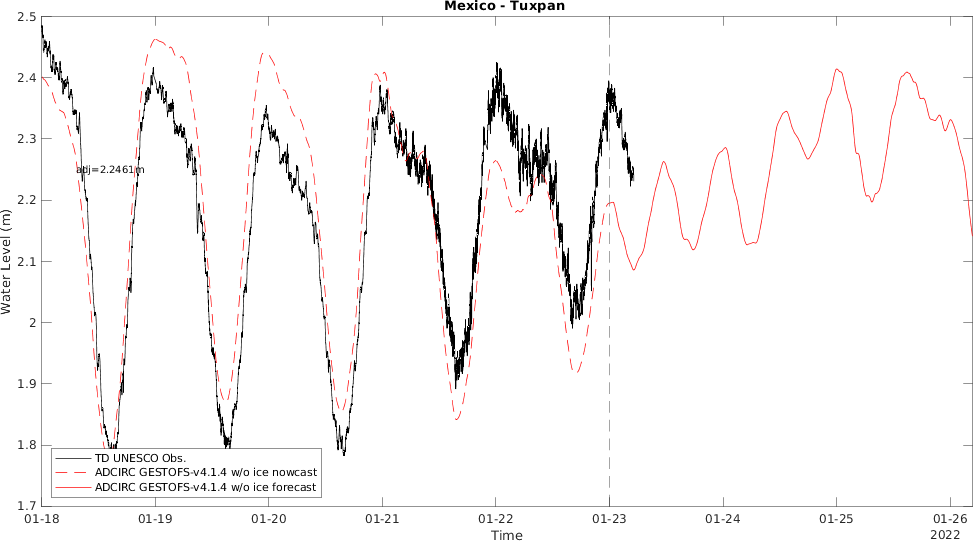 Mexico - Tuxpan
2.5
2.4
2.3
2.2
2.1
2
1.9
1.8
1.7
Water Level (m)
adj=2.2461m
TD UNESCO Obs.
ADCIRC GESTOFS-v4.1.4 w/o ice nowcast
ADCIRC GESTOFS-v4.1.4 w/o ice forecast
01-18 01-19 01-20 01-21 01-22 01-23 01-24 01-25 01-26
Time 2022